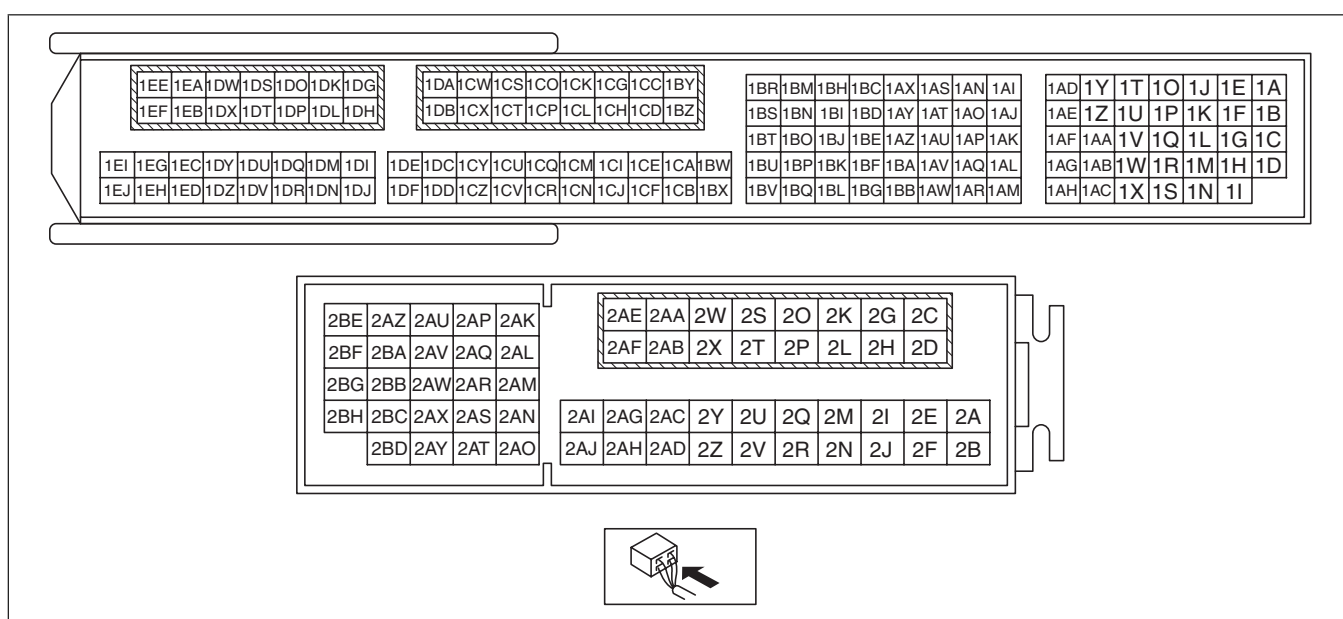 1EE 1EA 1DW 1DS 1DO 1DK 1DG
1EF 1EB 1DX 1DT 1DP 1DL 1DH
1EI 1EG 1EC 1DY 1DU 1DQ 1DM 1DI
1EJ 1EH 1ED 1DZ 1DV 1DR 1DN 1DJ
1DA 1CW 1CS 1CO 1CK 1CG 1CC 1BY
1DB 1CX 1CT 1CP 1CL 1CH 1CD 1BZ
1DE 1DC 1CY 1CU 1CQ 1CM 1CI 1CE 1CA 1BW
1DF 1DD 1CZ 1CV 1CR 1CN 1CJ 1CF 1CB 1BX
1BR 1BM 1BH 1BC 1AX 1AS 1AN 1AI
1BS 1BN 1BI 1BD 1AY 1AT 1AO 1AJ
1BT 1BO 1BJ 1BE 1AZ 1AU 1AP 1AK
1BU 1BP 1BK 1BF 1BA 1AV 1AQ 1AL
1BV 1BQ 1BL 1BG 1BB 1AW 1AR 1AM
1AD 1Y 1T 1O 1J 1E 1A
1AE 1Z 1U 1P 1K 1F 1B
1AF 1AA 1V 1Q 1L 1G 1C
1AG 1AB 1W 1R 1M 1H 1D
1AH 1AC 1X 1S 1N 1I
2BE 2AZ 2AU 2AP 2AK
2BF 2BA 2AV 2AQ 2AL
2BG 2BB 2AW 2AR 2AM
2BH 2BC 2AX 2AS 2AN
2BD 2AY 2AT 2AO
2AE 2AA 2W 2S 2O 2K 2G 2C
2AF 2AB 2X 2T 2P 2L 2H 2D
2AI 2AG 2AC 2Y 2U 2Q 2M 2I 2E 2A
2AJ 2AH 2AD 2Z 2V 2R 2N 2J 2F 2B